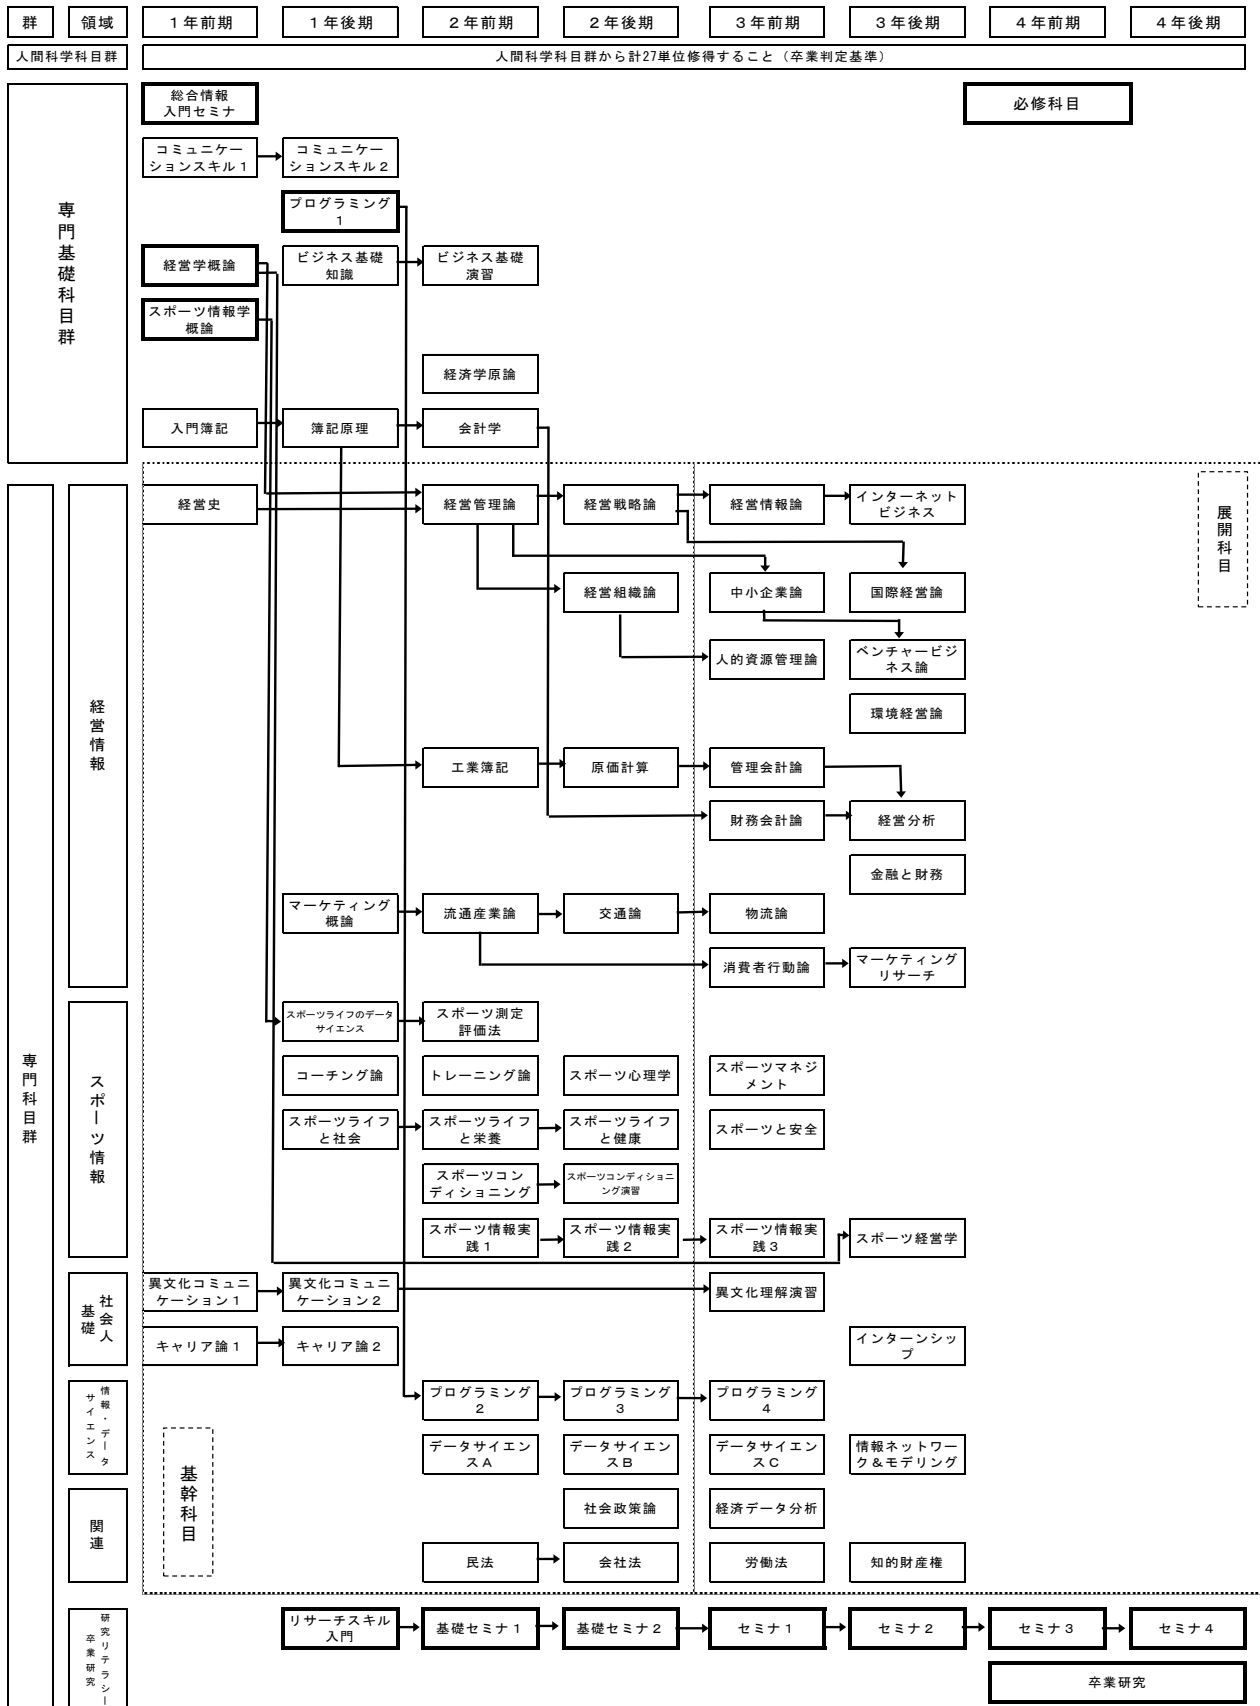 群
領域
１年前期
１年後期
２年前期
２年後期
３年前期
３年後期
４年前期
４年後期
人間科学科目群
人間科学科目群から計27単位修得すること（卒業判定基準）
専門基礎科目群
総合情報
入門セミナ
必修科目
コミュニケー
ションスキル１
コミュニケー
ションスキル２
プログラミング
１
経営学概論
ビジネス基礎
知識
ビジネス基礎
演習
スポーツ情報学
概論
経済学原論
入門簿記
簿記原理
会計学
専門科目群
経営情報
経営史
経営管理論
経営戦略論
経営情報論
インターネット
ビジネス
展開科目
経営組織論
中小企業論
国際経営論
人的資源管理論
ベンチャービジ
ネス論
環境経営論
工業簿記
原価計算
管理会計論
財務会計論
経営分析
金融と財務
マーケティング
概論
流通産業論
交通論
物流論
消費者行動論
マーケティング
リサーチ
スポーツ情報
スポーツライフのデータ
サイエンス
スポーツ測定
評価法
コーチング論
トレーニング論
スポーツ心理学
スポーツマネジ
メント
スポーツライフ
と社会
スポーツライフ
と栄養
スポーツライフ
と健康
スポーツと安全
スポーツコン
ディショニング
スポーツコンディショニ
ング演習
スポーツ情報実
践１
スポーツ情報実
践２
スポーツ情報実
践３
スポーツ経営学
社会人
基礎
異文化コミュニ
ケーション１
異文化コミュニ
ケーション２
異文化理解演習
キャリア論１
キャリア論２
インターンシッ
プ
情報・データ
サイエンス
プログラミング
２
プログラミング
３
プログラミング
４
基幹科目
データサイエン
スＡ
データサイエン
スＢ
データサイエン
スＣ
情報ネットワー
ク＆モデリング
関連
社会政策論
経済データ分析
民法
会社法
労働法
知的財産権
研究リテラシー
卒業研究
リサーチスキル
入門
基礎セミナ１
基礎セミナ２
セミナ１
セミナ２
セミナ３
セミナ４
卒業研究